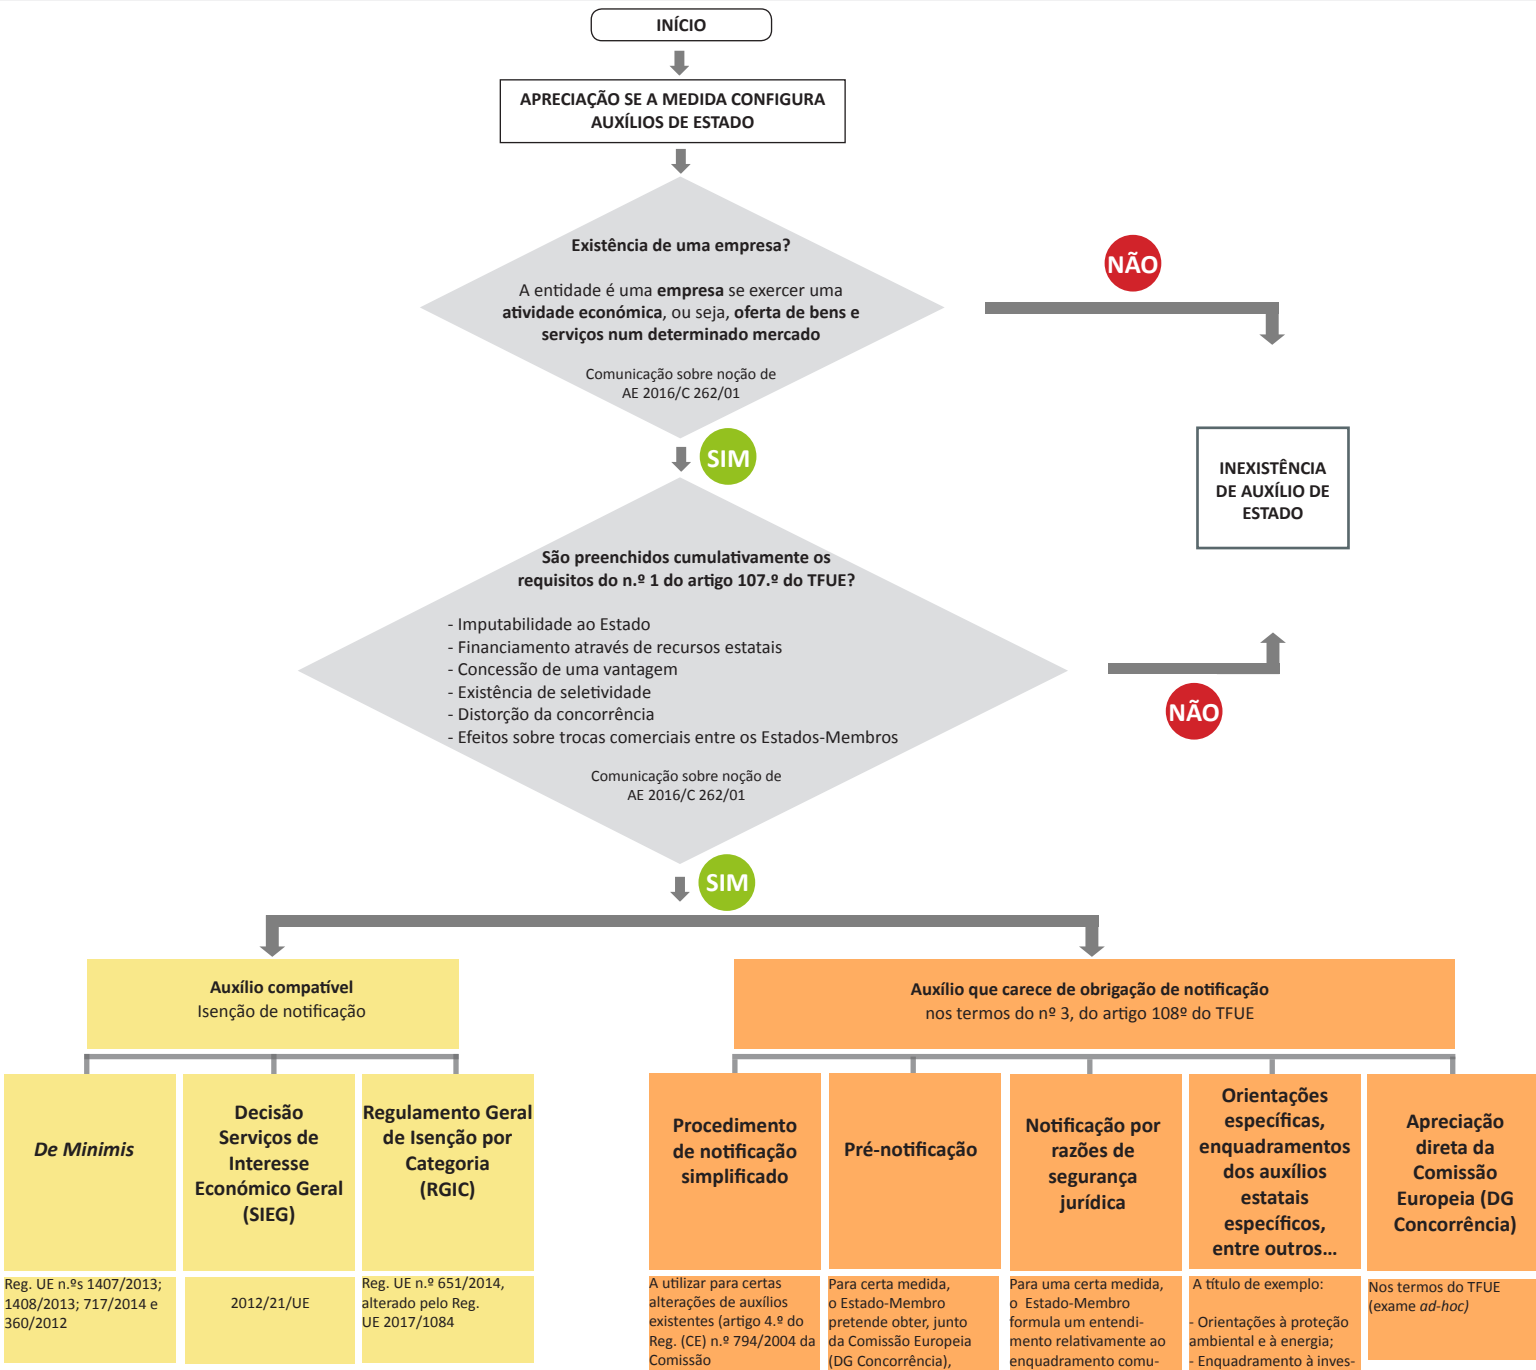 INÍCIO
APRECIAÇÃO SE A MEDIDA CONFIGURA
AUXÍLIOS DE ESTADO
Existência de uma empresa?
A entidade é uma empresa se exercer uma
atividade económica, ou seja, oferta de bens e
serviços num determinado mercado
Comunicação sobre noção de
AE 2016/C 262/01
NÃO
SIM
INEXISTÊNCIA
DE AUXÍLIO DE
ESTADO
São preenchidos cumulativamente os
requisitos do n.º 1 do artigo 107.º do TFUE?
- Imputabilidade ao Estado
- Financiamento através de recursos estatais
- Concessão de uma vantagem
- Existência de seletividade
- Distorção da concorrência
- Efeitos sobre trocas comerciais entre os Estados-Membros
Comunicação sobre noção de
AE 2016/C 262/01
NÃO
SIM
Auxílio compatível
Isenção de notificação
Auxílio que carece de obrigação de notificação
nos termos do nº 3, do artigo 108º do TFUE
De Minimis
Decisão
Serviços de
Interesse
Económico Geral
(SIEG)
Regulamento Geral
de Isenção por
Categoria
(RGIC)
Procedimento
de notificação
simplificado
Pré-notificação
Notificação por
razões de
segurança
jurídica
Orientações
específicas,
enquadramentos
dos auxílios
estatais
específicos,
entre outros...
Apreciação
direta da
Comissão
Europeia (DG
Concorrência)
Reg. UE n.ºs 1407/2013;
1408/2013; 717/2014 e
360/2012
2012/21/UE
Reg. UE n.º 651/2014,
alterado pelo Reg.
UE 2017/1084
A utilizar para certas
alterações de auxílios
existentes (artigo 4.º do
Reg. (CE) n.º 794/2004 da
Comissão
Para certa medida,
o Estado-Membro
pretende obter, junto
da Comissão Europeia
(DG Concorrência),
Para uma certa medida,
o Estado-Membro
formula um entendi-
mento relativamente ao
enquadramento comu-
A título de exemplo:
- Orientações à proteção
ambiental e à energia;
- Enquadramento à inves-
Nos termos do TFUE
(exame ad-hoc)